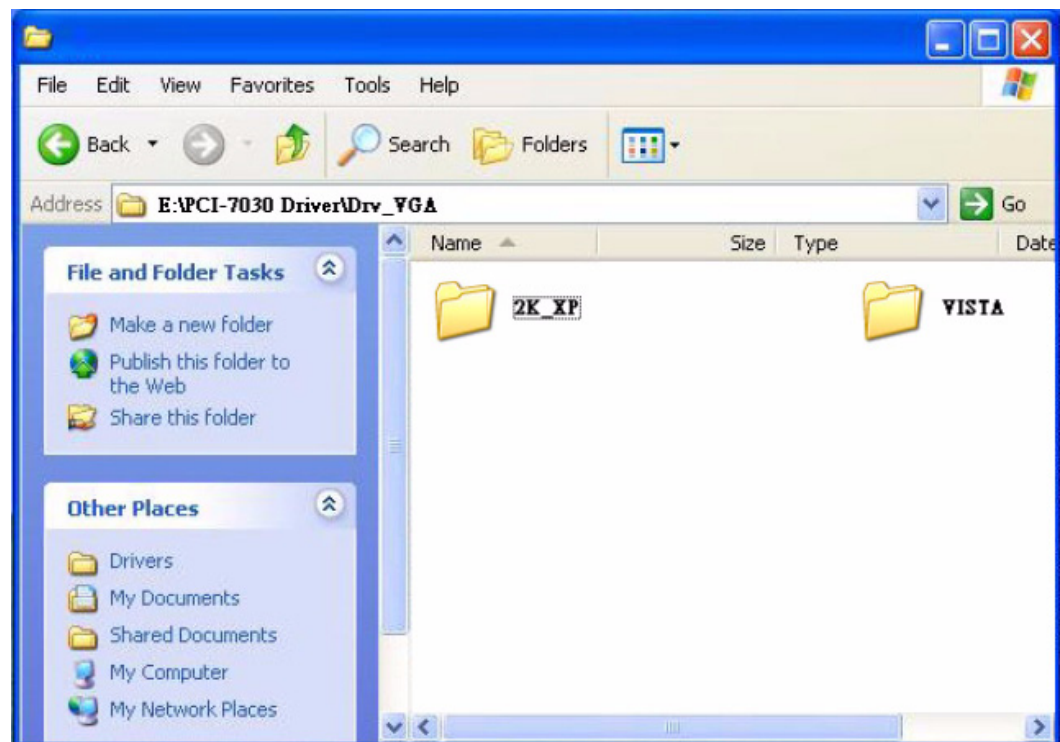 File Edit View Favorites Tools Help
Back Search Folders
Address E:\PCI-7030 Driver\Drv_VGA Go
Name Size Type Date
File and Folder Tasks
Make a new folder
Publish this folder to
the Web
Share this folder
Other Places
Drivers
My Documents
Shared Documents
My Computer
My Network Places
2K_XP
VISTA